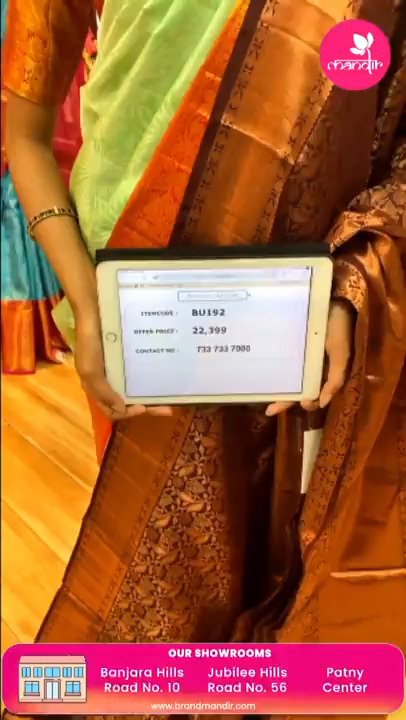 mandir
ITEMCODE : BU192
OFFER PRICE : 22,399
CONTACT NO : 733 733 7000
OUR SHOWROOMS
Banjara Hills Road No. 10
Jubilee Hills Road No. 56
Patny Center
www.brandmandir.com